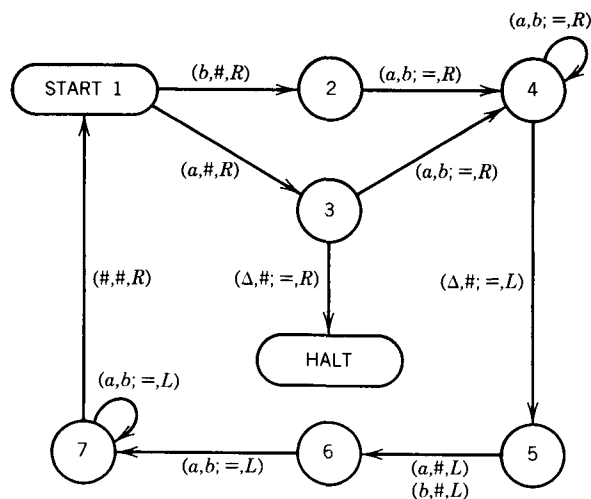 (a,b; =,R)
START 1
(b,#,R)
2
(a,b; =,R)
4
(a,#,R)
(a,b; =,R)
3
(#,#,R)
(Δ,#; =,R)
(Δ,#; =,L)
HALT
(a,b; =,L)
7
(a,b; =,L)
6
(a,#,L)
(b,#,L)
5